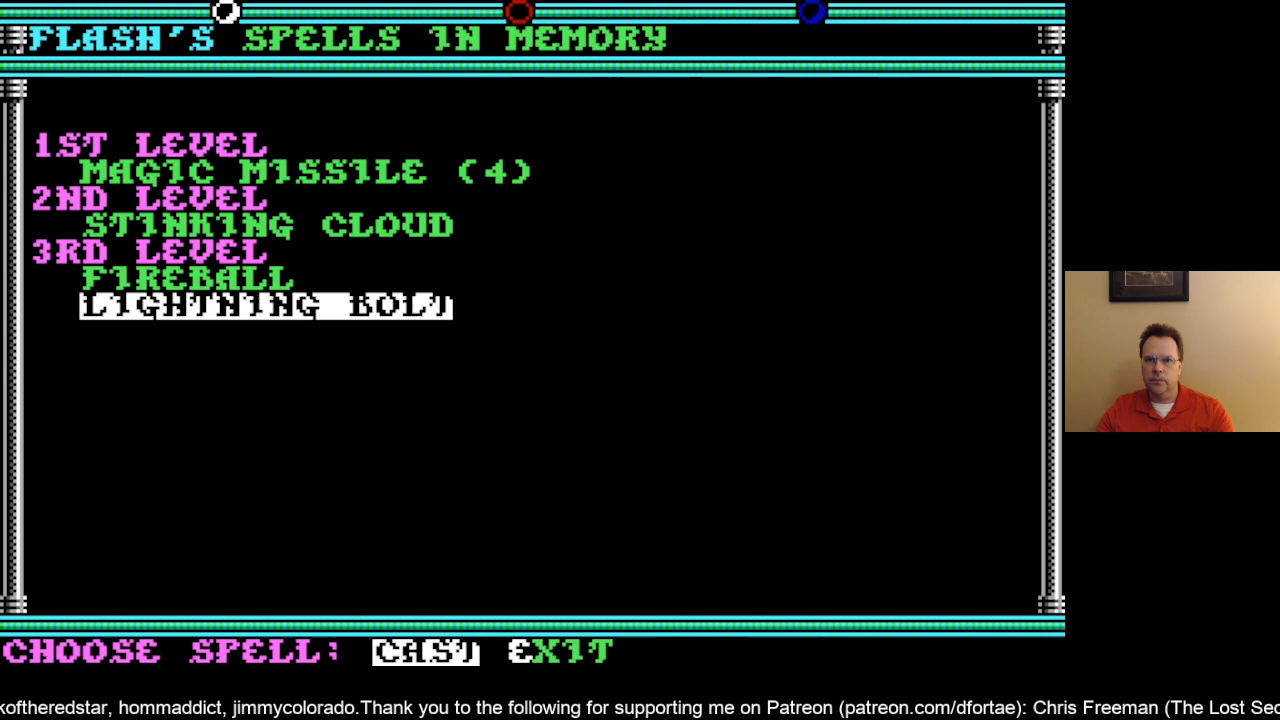 FLASH'S SPELLS IN MEMORY
1ST LEVEL
MAGIC MISSILE (4)
2ND LEVEL
STINKING CLOUD
3RD LEVEL
FIREBALL
LIGHTNING BOLT
CHOOSE SPELL: CAST EXIT
koftheredstar, hommaddict, jimmycolorado.Thank you to the following for supporting me on Patreon (patreon.com/dfortae): Chris Freeman (The Lost Sec